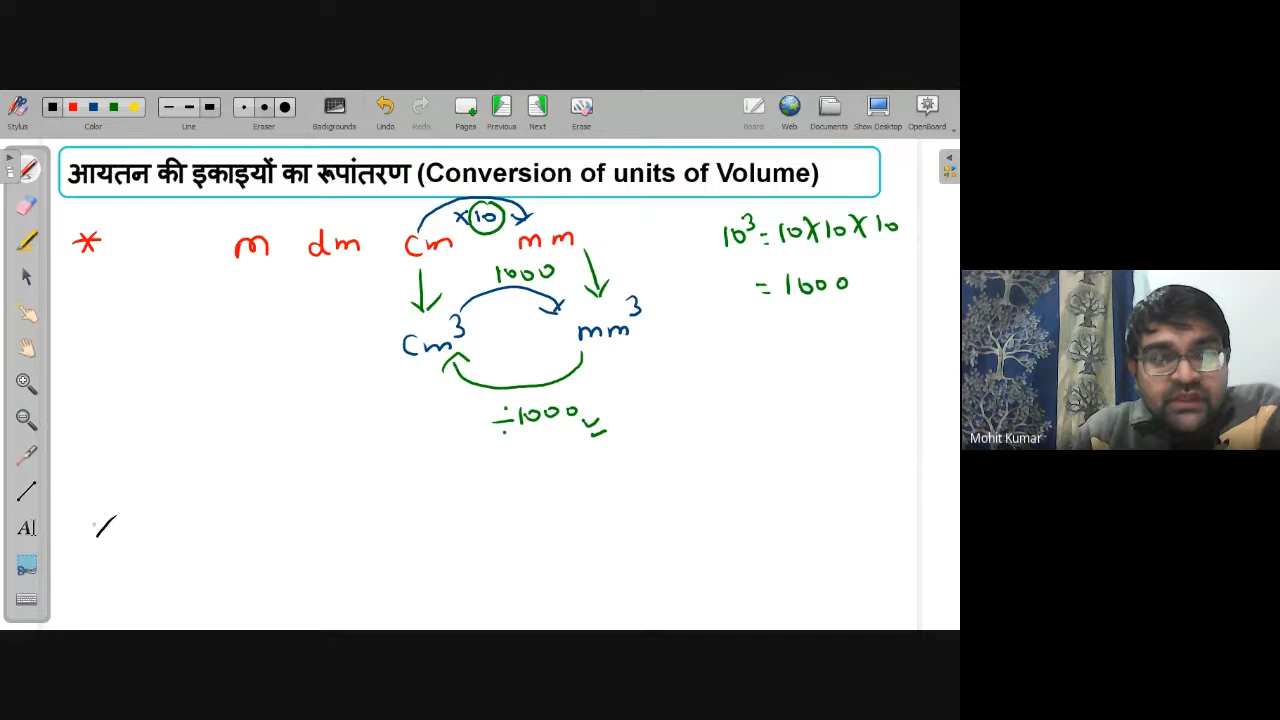 Stylus Color Line Eraser Backgrounds Undo Redo Pages Previous Next Erase Board Web Documents Show Desktop OpenBoard
आयतन की इकाइयों का रूपांतरण (Conversion of units of Volume)
×10
* m dm cm mm
10³ = 10×10×10
1000
= 1000
cm³ mm³
÷1000
Mohit Kumar